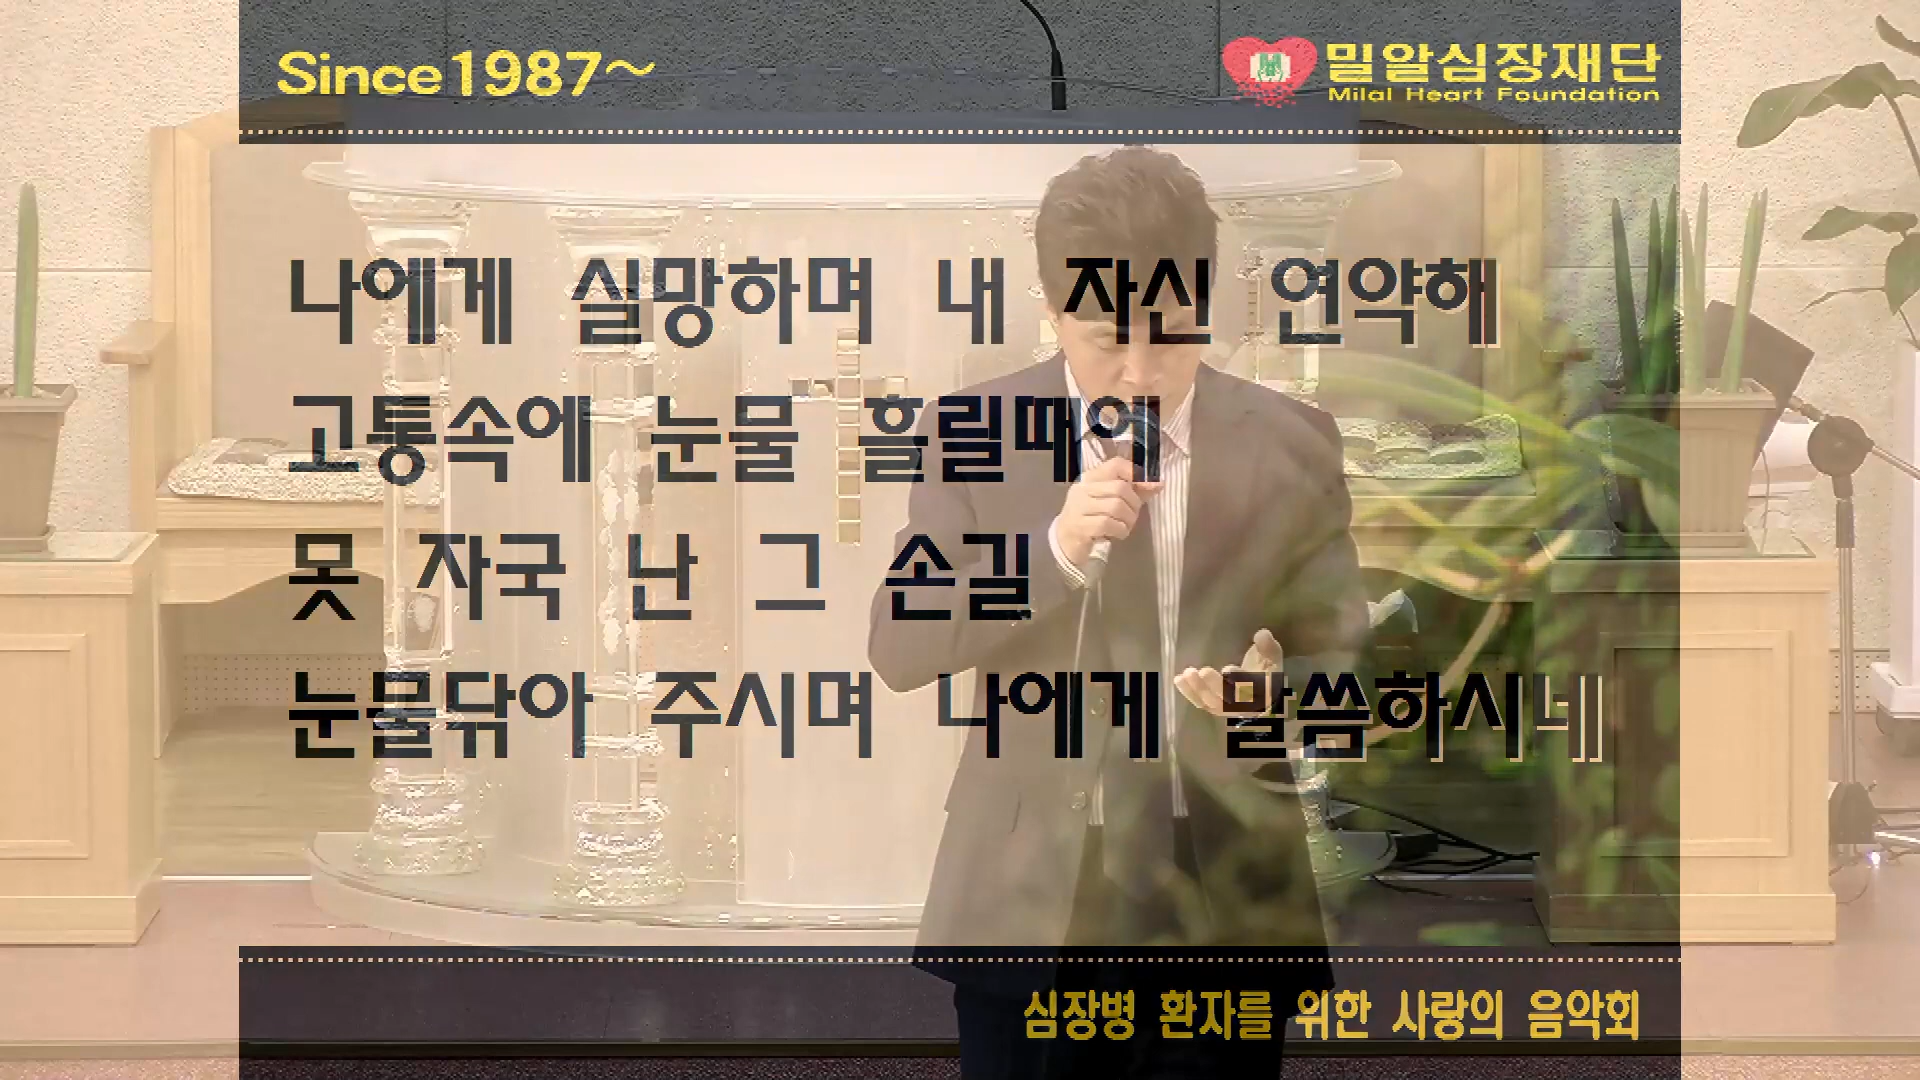 Since1987~
밀알심장재단
Milal Heart Foundation
나에게 실망하며 내 자신 연약해
고통속에 눈물 흘릴때에
못 자국 난 그 손길
눈물닦아 주시며 나에게 말씀하시네
심장병 환자를 위한 사랑의 음악회